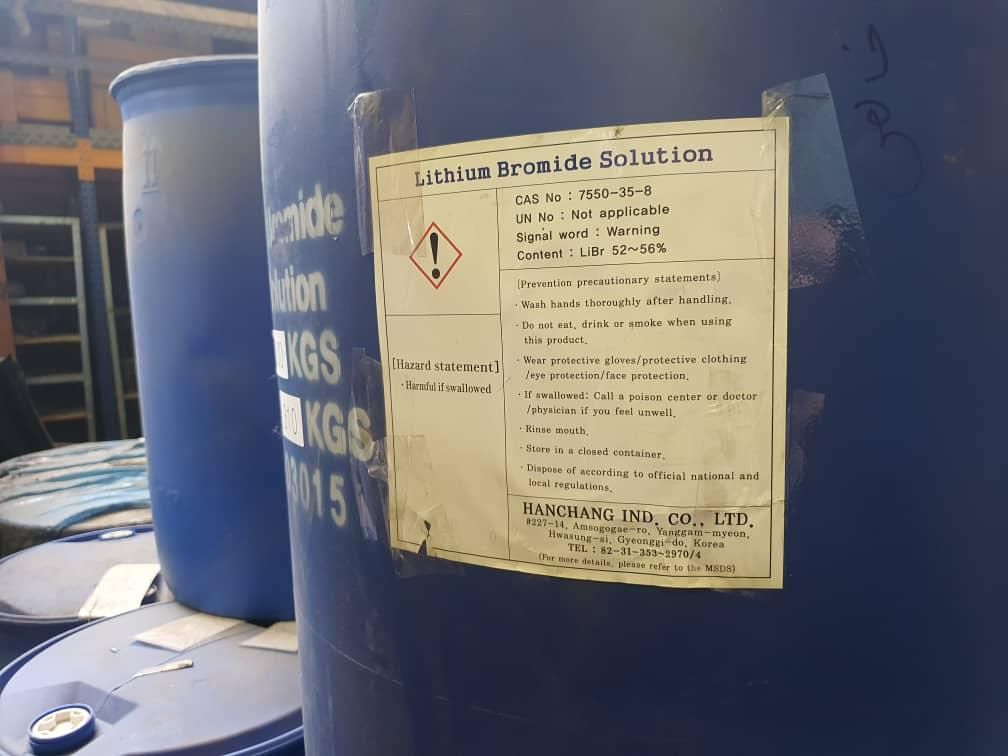 Lithium Bromide Solution
CAS No : 7550-35-8
UN No : Not applicable
Signal word : Warning
Content : LiBr 52~56%
[Hazard statement]
· Harmful if swallowed
(Prevention precautionary statements)
· Wash hands thoroughly after handling.
· Do not eat, drink or smoke when using
this product.
· Wear protective gloves/protective clothing
/eye protection/face protection.
· If swallowed: Call a poison center or doctor
/physician if you feel unwell.
· Rinse mouth.
· Store in a closed container.
· Dispose of according to official national and
local regulations.
HANCHANG IND. CO., LTD.
#227-14, Amsogogae-ro, Yanggam-myeon,
Hwasung-si, Gyeonggi-do, Korea
TEL : 82-31-353-2970/4
(For more details, please refer to the MSDS)
romide
lution
KGS
KGS
3015